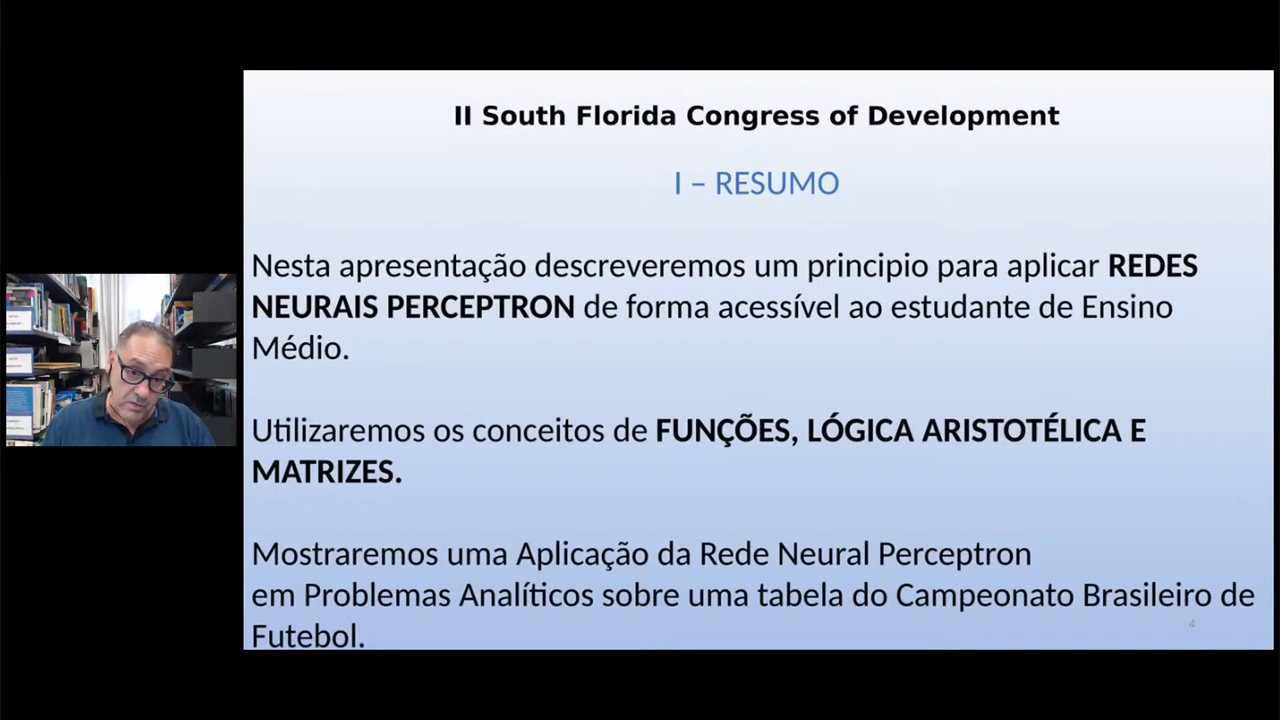 II South Florida Congress of Development
I – RESUMO
Nesta apresentação descreveremos um principio para aplicar REDES
NEURAIS PERCEPTRON de forma acessível ao estudante de Ensino
Médio.
Utilizaremos os conceitos de FUNÇÕES, LÓGICA ARISTOTÉLICA E
MATRIZES.
Mostraremos uma Aplicação da Rede Neural Perceptron
em Problemas Analíticos sobre uma tabela do Campeonato Brasileiro de
Futebol.
4